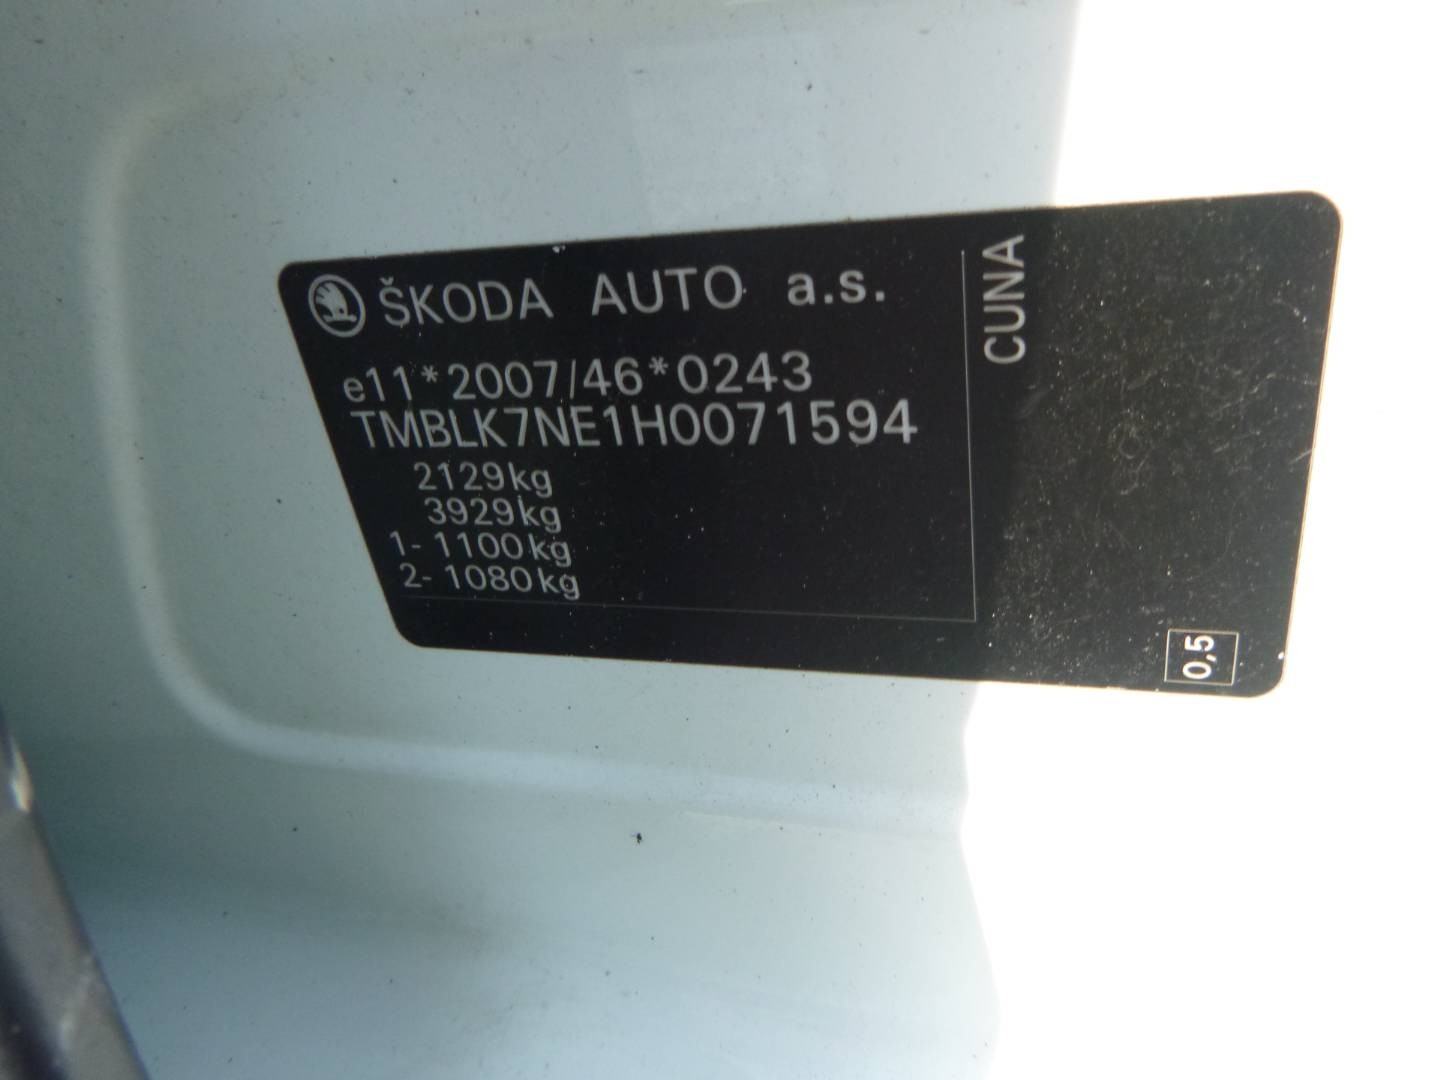 ŠKODA AUTO a.s.
e11*2007/46*0243
TMBLK7NE1H0071594
2129kg
3929kg
1- 1100kg
2- 1080kg
CUNA
0,5